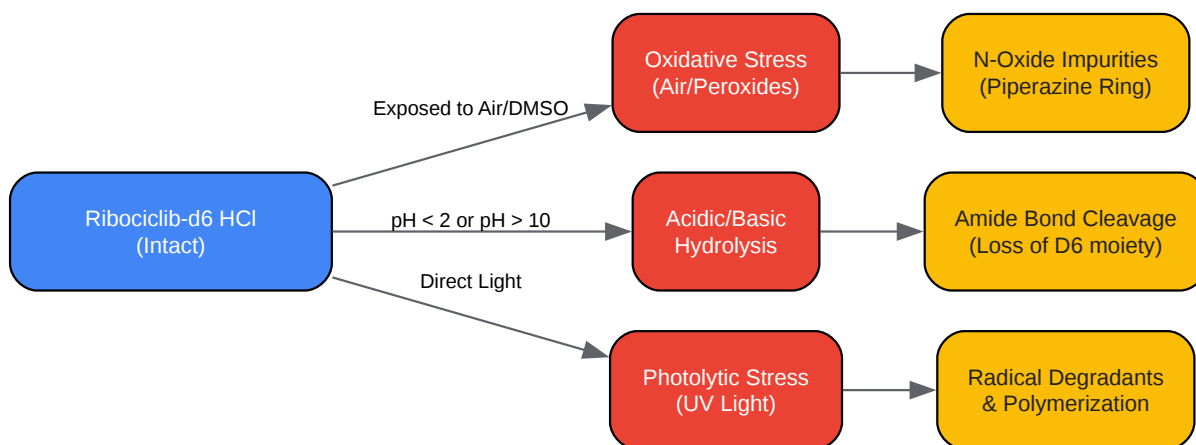 Oxidative Stress
(Air/Peroxides)
N-Oxide Impurities
(Piperazine Ring)
Exposed to Air/DMSO
Ribociclib-d6 HCl
(Intact)
pH < 2 or pH > 10
Acidic/Basic
Hydrolysis
Amide Bond Cleavage
(Loss of D6 moiety)
Direct Light
Photolytic Stress
(UV Light)
Radical Degradants
& Polymerization